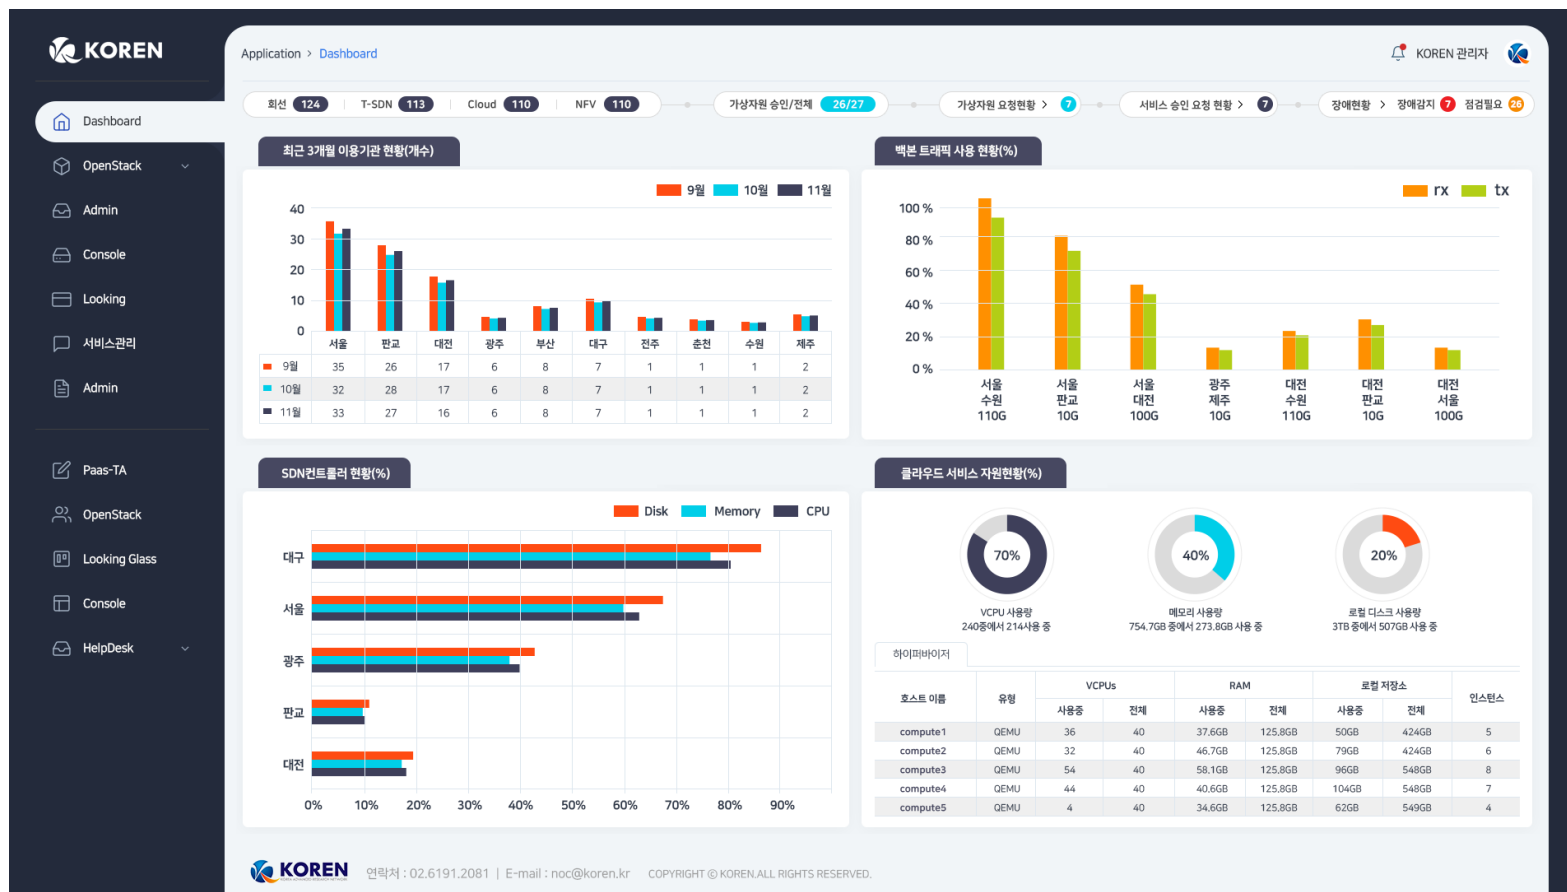 KOREN
Application > Dashboard
KOREN 관리자
Dashboard
OpenStack
Admin
Console
Looking
서비스관리
Admin
Paas-TA
OpenStack
Looking Glass
Console
HelpDesk
회선 124 T-SDN 113 Cloud 110 NFV 110
가상자원 승인/전체 26/27
가상자원 요청현황 > 7
서비스 승인 요청 현황 > 7
장애현황 > 장애감지 7 점검필요 26
최근 3개월 이용기관 현황(개수)
9월 10월 11월
40
30
20
10
0
서울 판교 대전 광주 부산 대구 전주 춘천 수원 제주
9월 35 26 17 6 8 7 1 1 1 2
10월 32 28 17 6 8 7 1 1 1 2
11월 33 27 16 6 8 7 1 1 1 2
백본 트래픽 사용 현황(%)
rx tx
100 %
80 %
60 %
40 %
20 %
0 %
서울 서울 서울 광주 대전 대전 대전
수원 판교 대전 제주 수원 판교 서울
110G 10G 100G 10G 110G 10G 100G
SDN컨트롤러 현황(%)
Disk Memory CPU
대구
서울
광주
판교
대전
0% 10% 20% 30% 40% 50% 60% 70% 80% 90%
클라우드 서비스 자원현황(%)
70% 40% 20%
VCPU 사용량 메모리 사용량 로컬 디스크 사용량
240중에서 214사용 중 754.7GB 중에서 273.8GB 사용 중 3TB 중에서 507GB 사용 중
하이퍼바이저
호스트 이름 유형 VCPUs RAM 로컬 저장소 인스턴스
사용중 전체 사용중 전체 사용중 전체
compute1 QEMU 36 40 37.6GB 125.8GB 50GB 424GB 5
compute2 QEMU 32 40 46.7GB 125.8GB 79GB 424GB 6
compute3 QEMU 54 40 58.1GB 125.8GB 96GB 548GB 8
compute4 QEMU 44 40 40.6GB 125.8GB 104GB 548GB 7
compute5 QEMU 4 40 34.6GB 125.8GB 62GB 549GB 4
KOREN 연락처 : 02.6191.2081 | E-mail : noc@koren.kr COPYRIGHT © KOREN.ALL RIGHTS RESERVED.